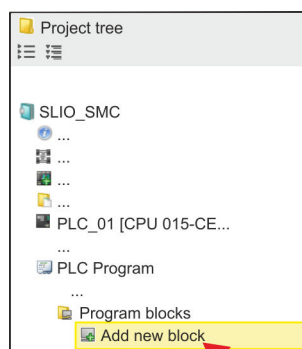 Project tree
SLIO_SMC
...
...
...
...
PLC_01 [CPU 015-CE...
...
PLC Program
...
Program blocks
Add new block